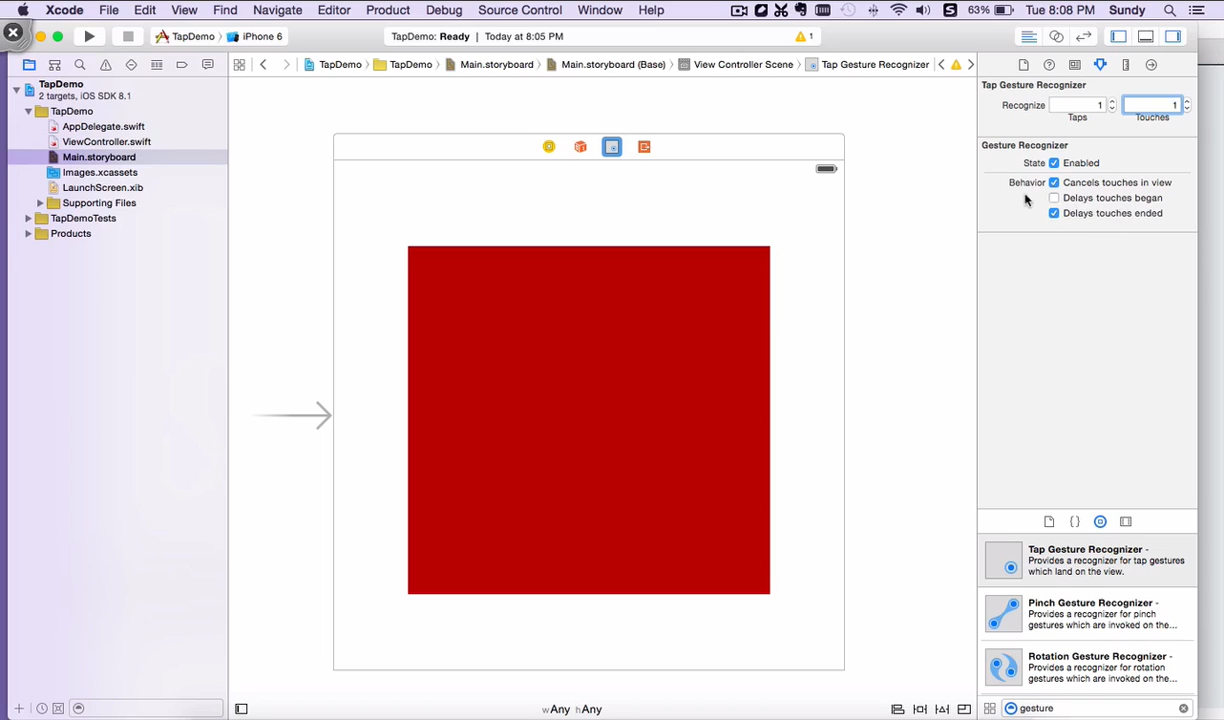 Xcode File Edit View Find Navigate Editor Product Debug Source Control Window Help 63% Tue 8:08 PM Sundy
TapDemo iPhone 6 TapDemo: Ready Today at 8:05 PM 1
TapDemo TapDemo Main.storyboard Main.storyboard (Base) View Controller Scene Tap Gesture Recognizer
TapDemo
2 targets, iOS SDK 8.1
TapDemo
AppDelegate.swift
ViewController.swift
Main.storyboard
Images.xcassets
LaunchScreen.xib
Supporting Files
TapDemoTests
Products
wAny hAny
Tap Gesture Recognizer
Recognize 1 1
Taps Touches
Gesture Recognizer
State Enabled
Behavior Cancels touches in view
Delays touches began
Delays touches ended
Tap Gesture Recognizer -
Provides a recognizer for tap gestures
which land on the view.
Pinch Gesture Recognizer -
Provides a recognizer for pinch
gestures which are invoked on the...
Rotation Gesture Recognizer -
Provides a recognizer for rotation
gestures which are invoked on the...
gesture